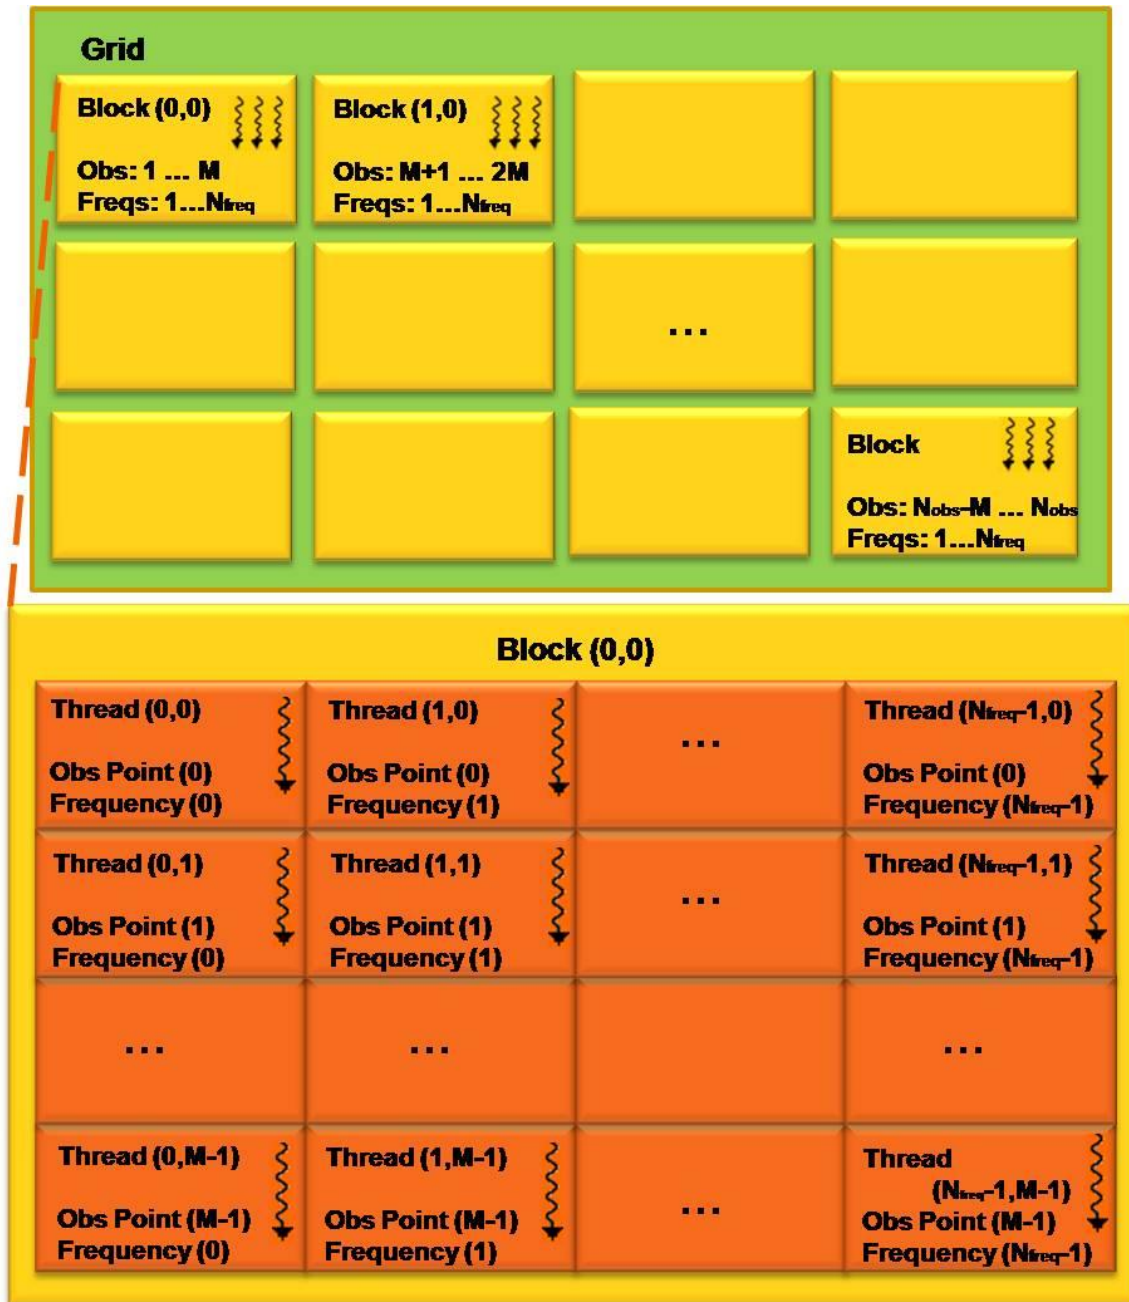 Grid
Block (0,0)
Obs: 1 ... M
Freqs: 1...Nfreq
Block (1,0)
Obs: M+1 ... 2M
Freqs: 1...Nfreq
...
Block
Obs: Nobs-M ... Nobs
Freqs: 1...Nfreq
Block (0,0)
Thread (0,0)
Obs Point (0)
Frequency (0)
Thread (1,0)
Obs Point (0)
Frequency (1)
...
Thread (Nfreq-1,0)
Obs Point (0)
Frequency (Nfreq-1)
Thread (0,1)
Obs Point (1)
Frequency (0)
Thread (1,1)
Obs Point (1)
Frequency (1)
...
Thread (Nfreq-1,1)
Obs Point (1)
Frequency (Nfreq-1)
...
...
...
Thread (0,M-1)
Obs Point (M-1)
Frequency (0)
Thread (1,M-1)
Obs Point (M-1)
Frequency (1)
...
Thread
(Nfreq-1,M-1)
Obs Point (M-1)
Frequency (Nfreq-1)